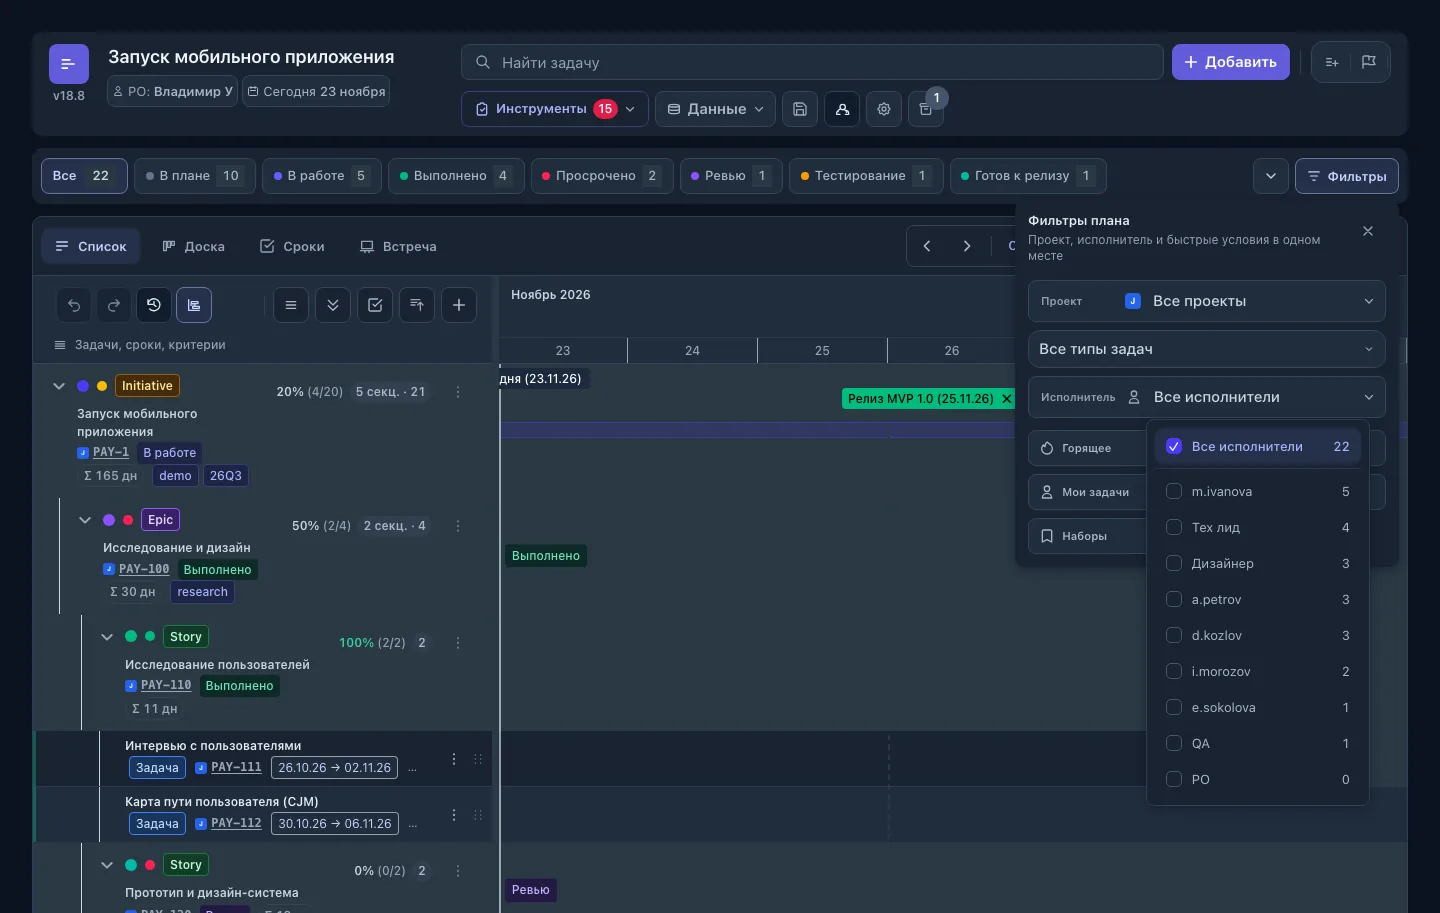 Запуск мобильного приложения
v18.8
PO: Владимир У
Сегодня 23 ноября
Найти задачу
Добавить
Инструменты 15
Данные
1
Все 22
В плане 10
В работе 5
Выполнено 4
Просрочено 2
Ревью 1
Тестирование 1
Готов к релизу 1
Фильтры
Список
Доска
Сроки
Встреча
Задачи, сроки, критерии
Ноябрь 2026
23 24 25 26
дня (23.11.26)
Релиз MVP 1.0 (25.11.26) ×
Initiative
20% (4/20) 5 секц. · 21
Запуск мобильного
приложения
PAY-1 В работе
Σ 165 дн demo 26Q3
Epic
50% (2/4) 2 секц. · 4
Исследование и дизайн
PAY-100 Выполнено
Σ 30 дн research
Выполнено
Story
100% (2/2) 2
Исследование пользователей
PAY-110 Выполнено
Σ 11 дн
Интервью с пользователями
Задача PAY-111 26.10.26 → 02.11.26 ...
Карта пути пользователя (CJM)
Задача PAY-112 30.10.26 → 06.11.26 ...
Story
0% (0/2) 2
Прототип и дизайн-система
Ревью
Фильтры плана
Проект, исполнитель и быстрые условия в одном
месте
Проект J Все проекты
Все типы задач
Исполнитель Все исполнители
Горящее
Мои задачи
Наборы
Все исполнители 22
m.ivanova 5
Тех лид 4
Дизайнер 3
a.petrov 3
d.kozlov 3
i.morozov 2
e.sokolova 1
QA 1
PO 0